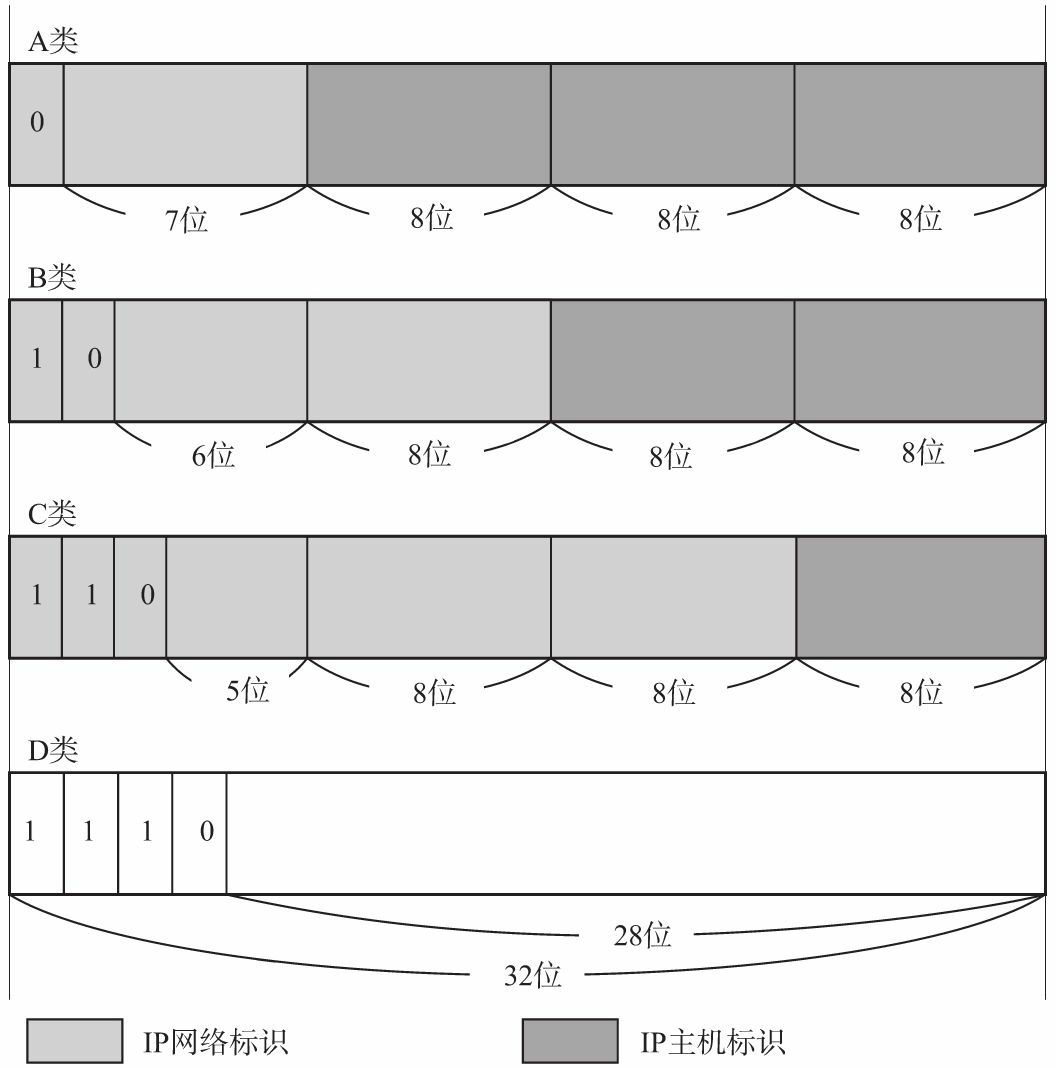 A类
0
7位 8位 8位 8位
B类
1 0
6位 8位 8位 8位
C类
1 1 0
5位 8位 8位 8位
D类
1 1 1 0
28位
32位
IP网络标识 IP主机标识